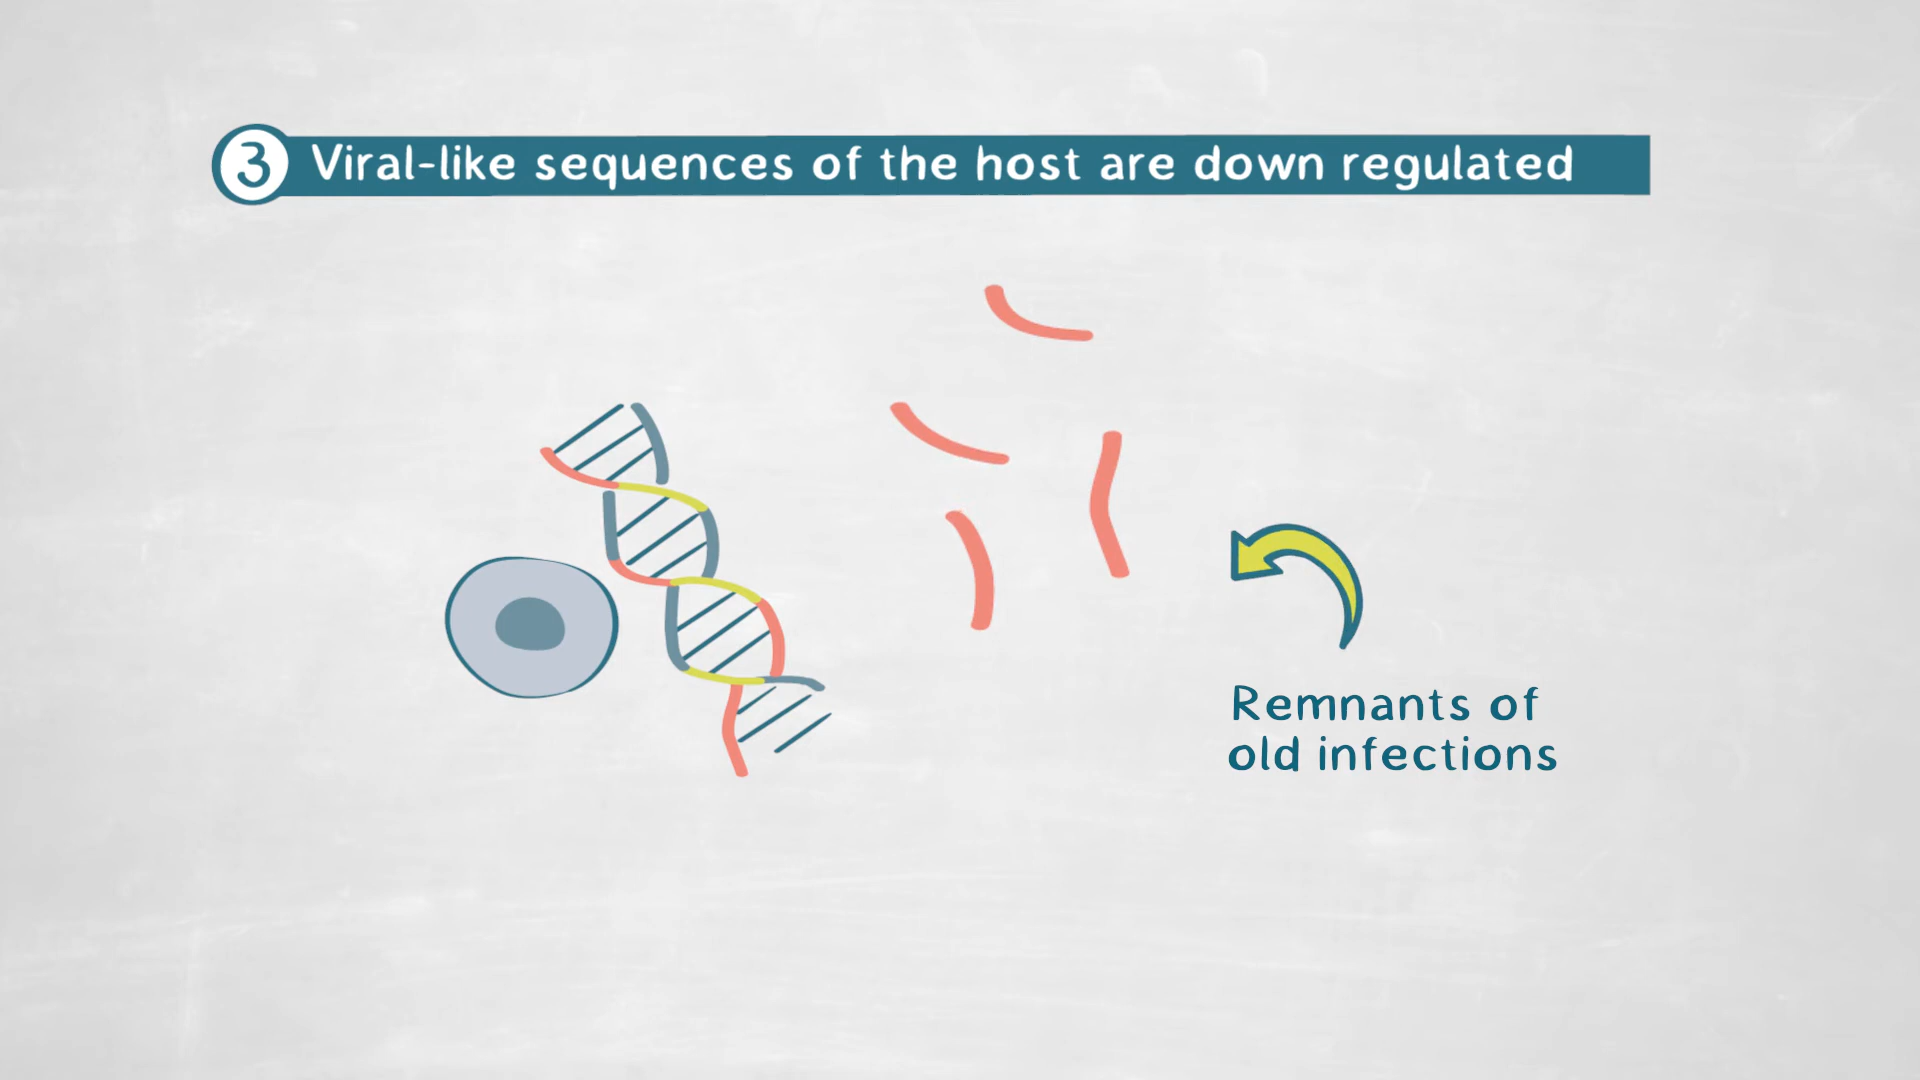 3 Viral-like sequences of the host are down regulated
Remnants of
old infections